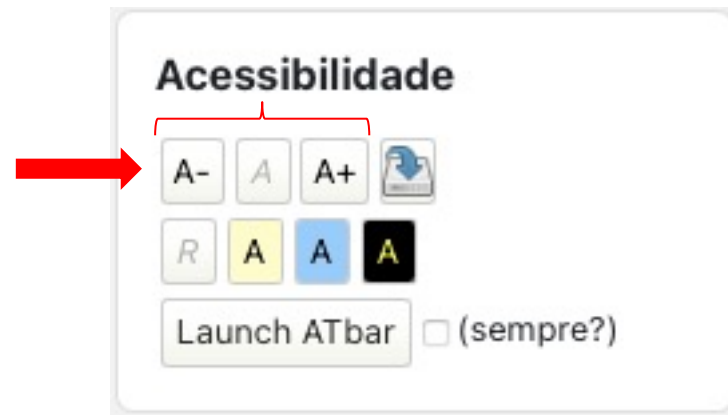 Acessibilidade
A- A A+
R A A A
Launch ATbar (sempre?)